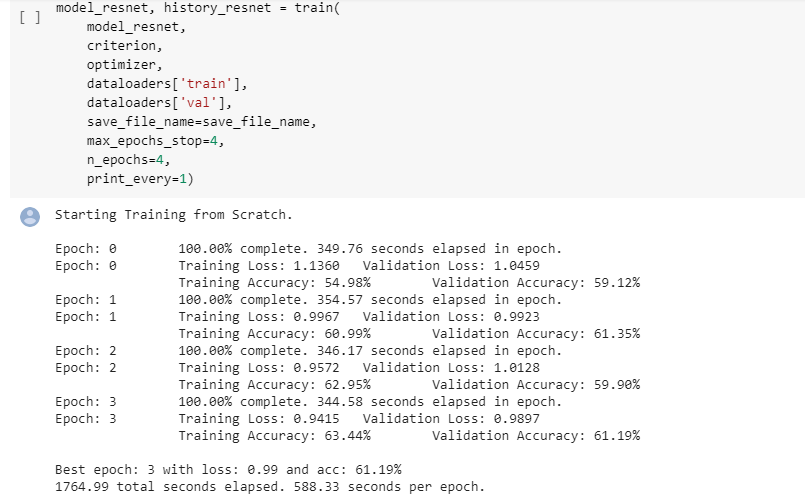 model_resnet, history_resnet = train(
[ ]
model_resnet,
criterion,
optimizer,
dataloaders['train'],
dataloaders['val'],
save_file_name=save_file_name,
max_epochs_stop=4,
n_epochs=4,
print_every=1)
Starting Training from Scratch.
Epoch: 0 100.00% complete. 349.76 seconds elapsed in epoch.
Epoch: 0 Training Loss: 1.1360 Validation Loss: 1.0459
Training Accuracy: 54.98% Validation Accuracy: 59.12%
Epoch: 1 100.00% complete. 354.57 seconds elapsed in epoch.
Epoch: 1 Training Loss: 0.9967 Validation Loss: 0.9923
Training Accuracy: 60.99% Validation Accuracy: 61.35%
Epoch: 2 100.00% complete. 346.17 seconds elapsed in epoch.
Epoch: 2 Training Loss: 0.9572 Validation Loss: 1.0128
Training Accuracy: 62.95% Validation Accuracy: 59.90%
Epoch: 3 100.00% complete. 344.58 seconds elapsed in epoch.
Epoch: 3 Training Loss: 0.9415 Validation Loss: 0.9897
Training Accuracy: 63.44% Validation Accuracy: 61.19%
Best epoch: 3 with loss: 0.99 and acc: 61.19%
1764.99 total seconds elapsed. 588.33 seconds per epoch.